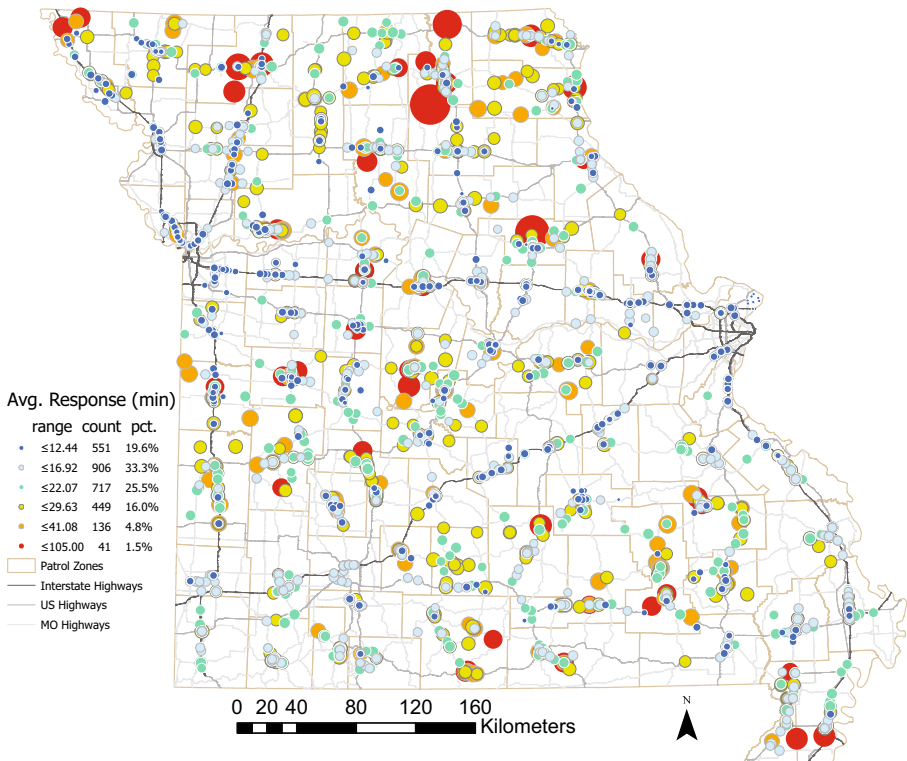 Avg. Response (min)
range count pct.
≤12.44 551 19.6%
≤16.92 906 33.3%
≤22.07 717 25.5%
≤29.63 449 16.0%
≤41.08 136 4.8%
≤105.00 41 1.5%
Patrol Zones
Interstate Highways
US Highways
MO Highways
0 20 40 80 120 160
Kilometers
N